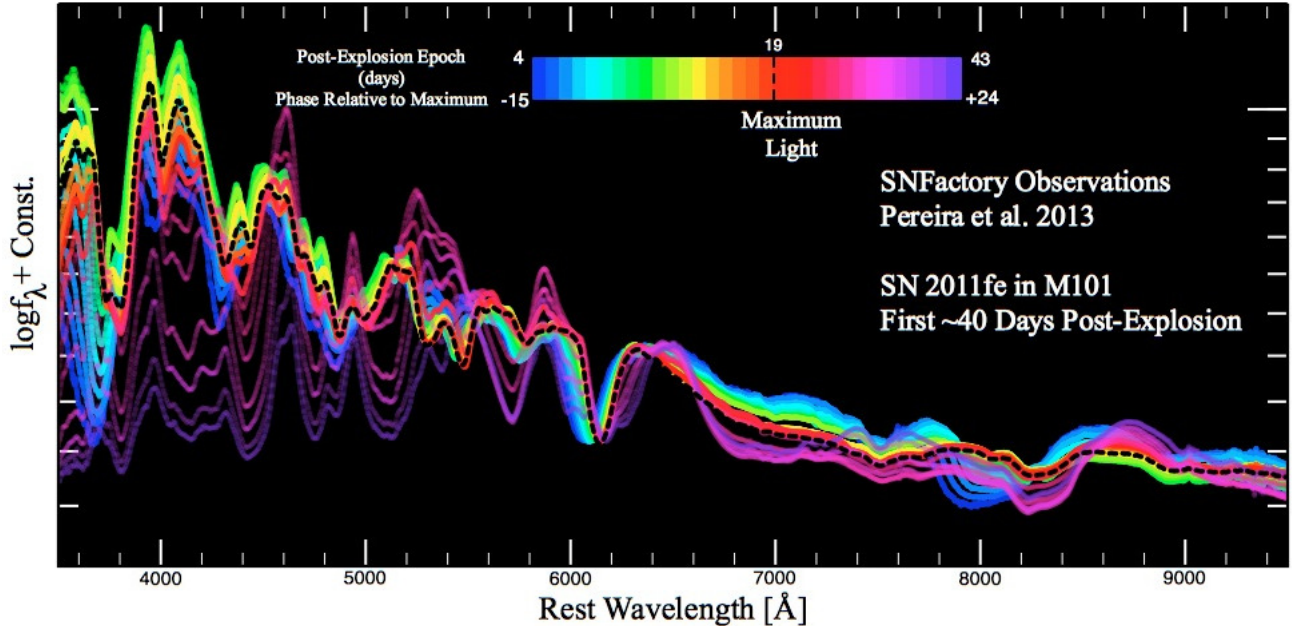 Post-Explosion Epoch
(days)
Phase Relative to Maximum
4
19
43
-15
+24
Maximum
Light
SNFactory Observations
Pereira et al. 2013
SN 2011fe in M101
First ~40 Days Post-Explosion
logfλ + Const.
4000 5000 6000 7000 8000 9000
Rest Wavelength [Å]